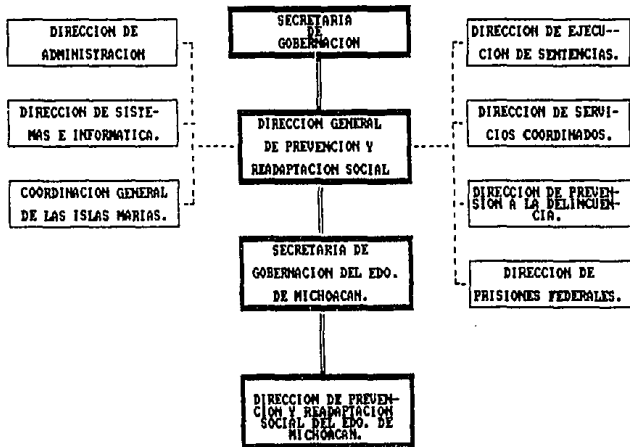 SECRETARIA
DE
GOBERNACION
DIRECCION DE
ADMINISTRACION
DIRECCION DE SISTE-
MAS E INFORMATICA.
COORDINACION GENERAL
DE LAS ISLAS MARIAS.
DIRECCION GENERAL
DE PREVENCION Y
READAPTACION SOCIAL
DIRECCION DE EJECU--
CION DE SENTENCIAS.
DIRECCION DE SERVI-
CIOS COORDINADOS.
DIRECCION DE PREVEN-
SION A LA DELINCUEN-
CIA.
DIRECCION DE
PRISIONES FEDERALES.
SECRETARIA DE
GOBERNACION DEL EDO.
DE MICHOACAN.
DIRECCION DE PREVEN-
CION Y READAPTACION
SOCIAL DEL EDO. DE
MICHOACAN.